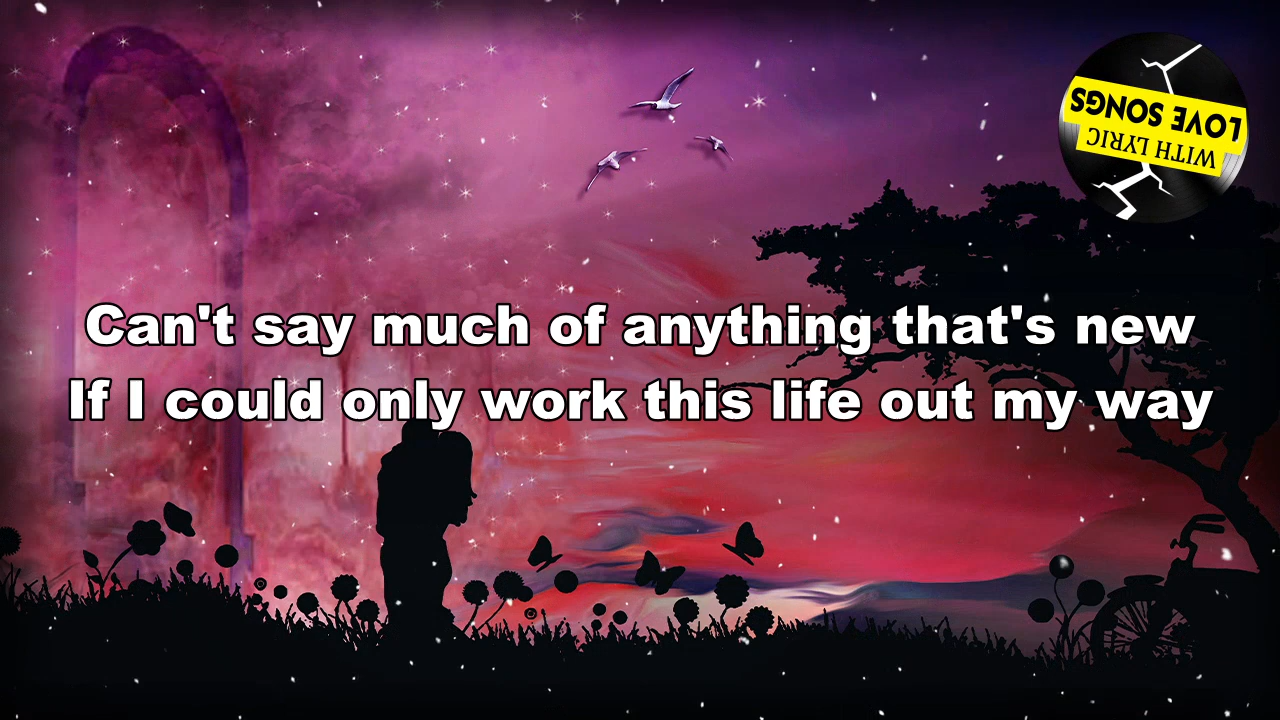 Can't say much of anything that's new
If I could only work this life out my way
LOVE SONGS
WITH LYRIC